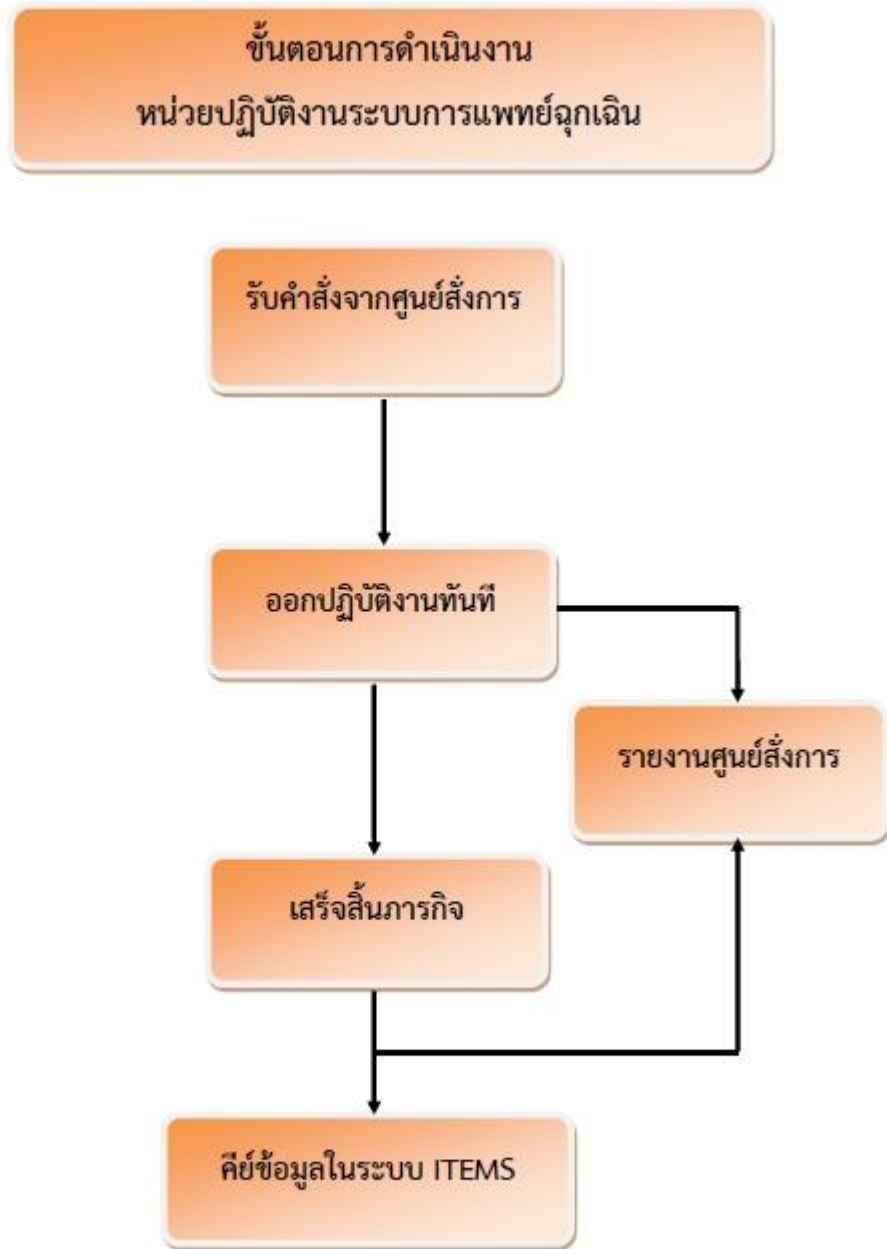 ขั้นตอนการดำเนินงาน
หน่วยปฏิบัติงานระบบการแพทย์ฉุกเฉิน
รับคำสั่งจากศูนย์สั่งการ
ออกปฏิบัติงานทันที
รายงานศูนย์สั่งการ
เสร็จสิ้นภารกิจ
คีย์ข้อมูลในระบบ ITEMS